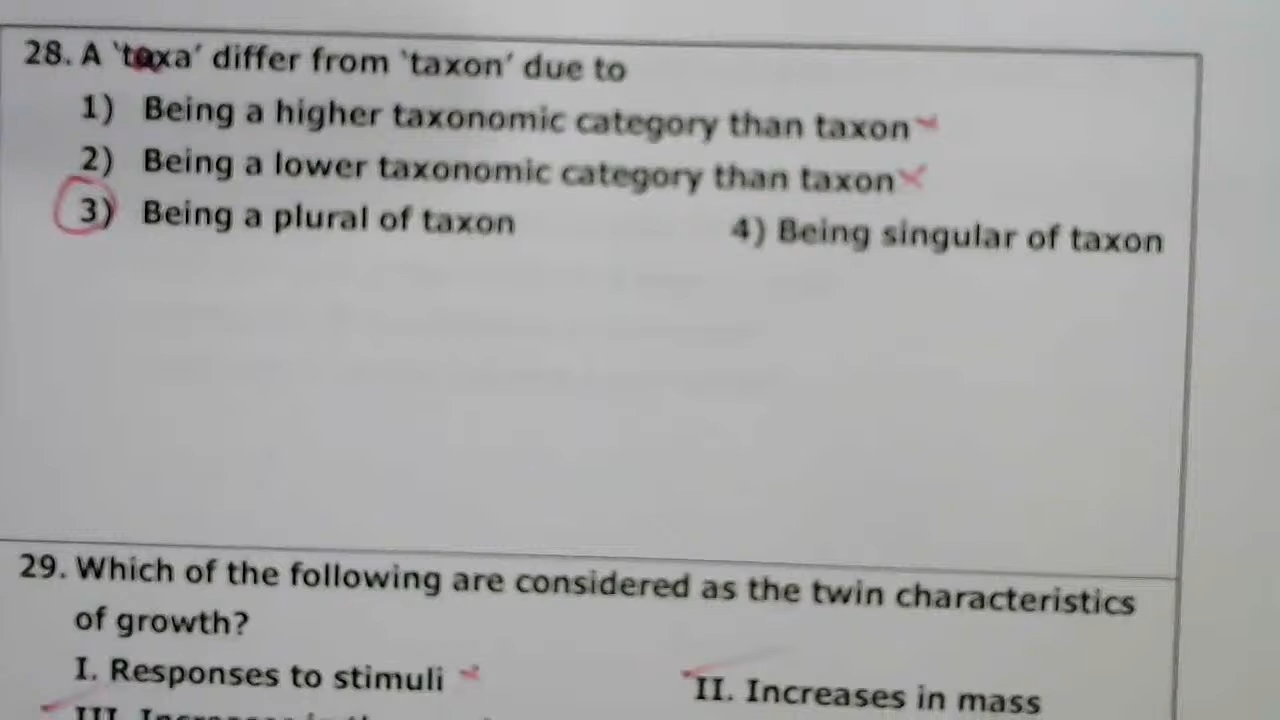 28. A ‘taxa’ differ from ‘taxon’ due to
1) Being a higher taxonomic category than taxon
2) Being a lower taxonomic category than taxon
3) Being a plural of taxon 4) Being singular of taxon
29. Which of the following are considered as the twin characteristics
of growth?
I. Responses to stimuli II. Increases in mass
III.